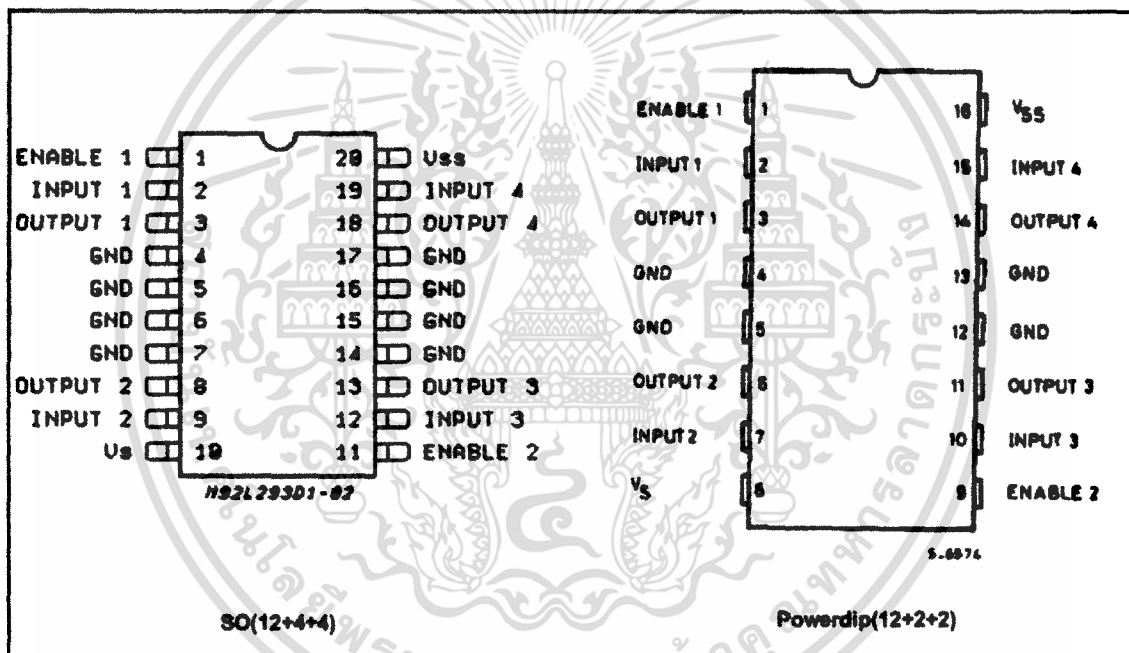 ENABLE 1 1 20 Vss
INPUT 1 2 19 INPUT 4
OUTPUT 1 3 18 OUTPUT 4
GND 4 17 GND
GND 5 16 GND
GND 6 15 GND
GND 7 14 GND
OUTPUT 2 8 13 OUTPUT 3
INPUT 2 9 12 INPUT 3
Vs 10 11 ENABLE 2
SO(12+4+4)
ENABLE 1 1 16 VSS
INPUT 1 2 15 INPUT 4
OUTPUT 1 3 14 OUTPUT 4
GND 4 13 GND
GND 5 12 GND
OUTPUT 2 6 11 OUTPUT 3
INPUT 2 7 10 INPUT 3
VS 8 9 ENABLE 2
Powerdip(12+2+2)